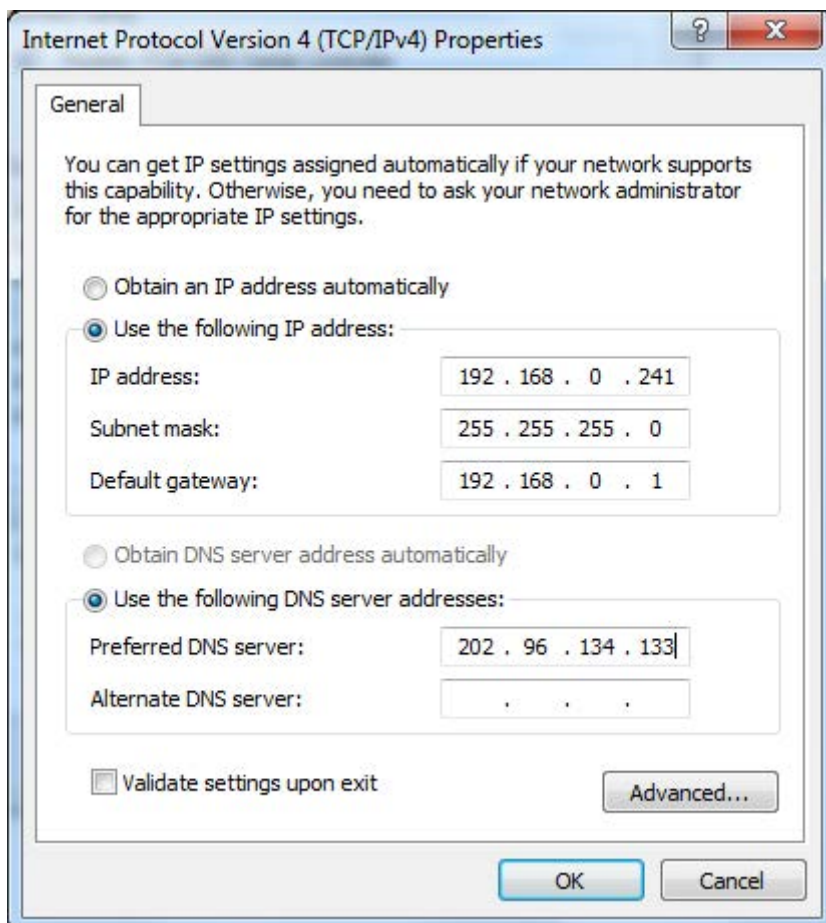 Internet Protocol Version 4 (TCP/IPv4) Properties
?
General
You can get IP settings assigned automatically if your network supports
this capability. Otherwise, you need to ask your network administrator
for the appropriate IP settings.
Obtain an IP address automatically
Use the following IP address:
IP address: 192 . 168 . 0 . 241
Subnet mask: 255 . 255 . 255 . 0
Default gateway: 192 . 168 . 0 . 1
Obtain DNS server address automatically
Use the following DNS server addresses:
Preferred DNS server: 202 . 96 . 134 . 133
Alternate DNS server: . . .
Validate settings upon exit
Advanced...
OK Cancel